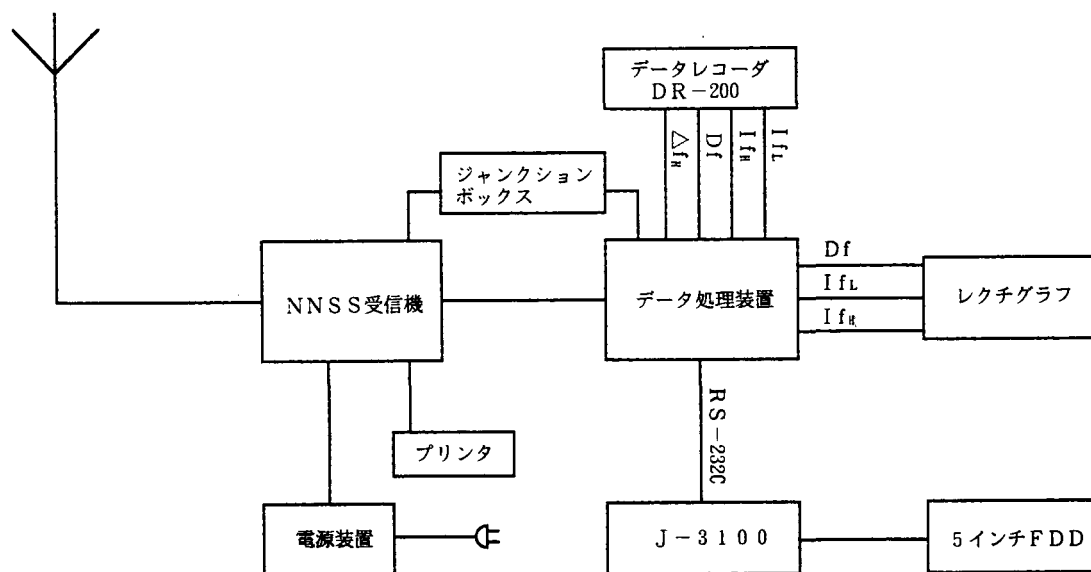 データレコーダ
DR-200
△fH
Df
IfH
IfL
ジャンクション
ボックス
NNSS受信機
データ処理装置
Df
IfL
IfH
レクチグラフ
RS-232C
プリンタ
電源装置
J-3100
5インチFDD